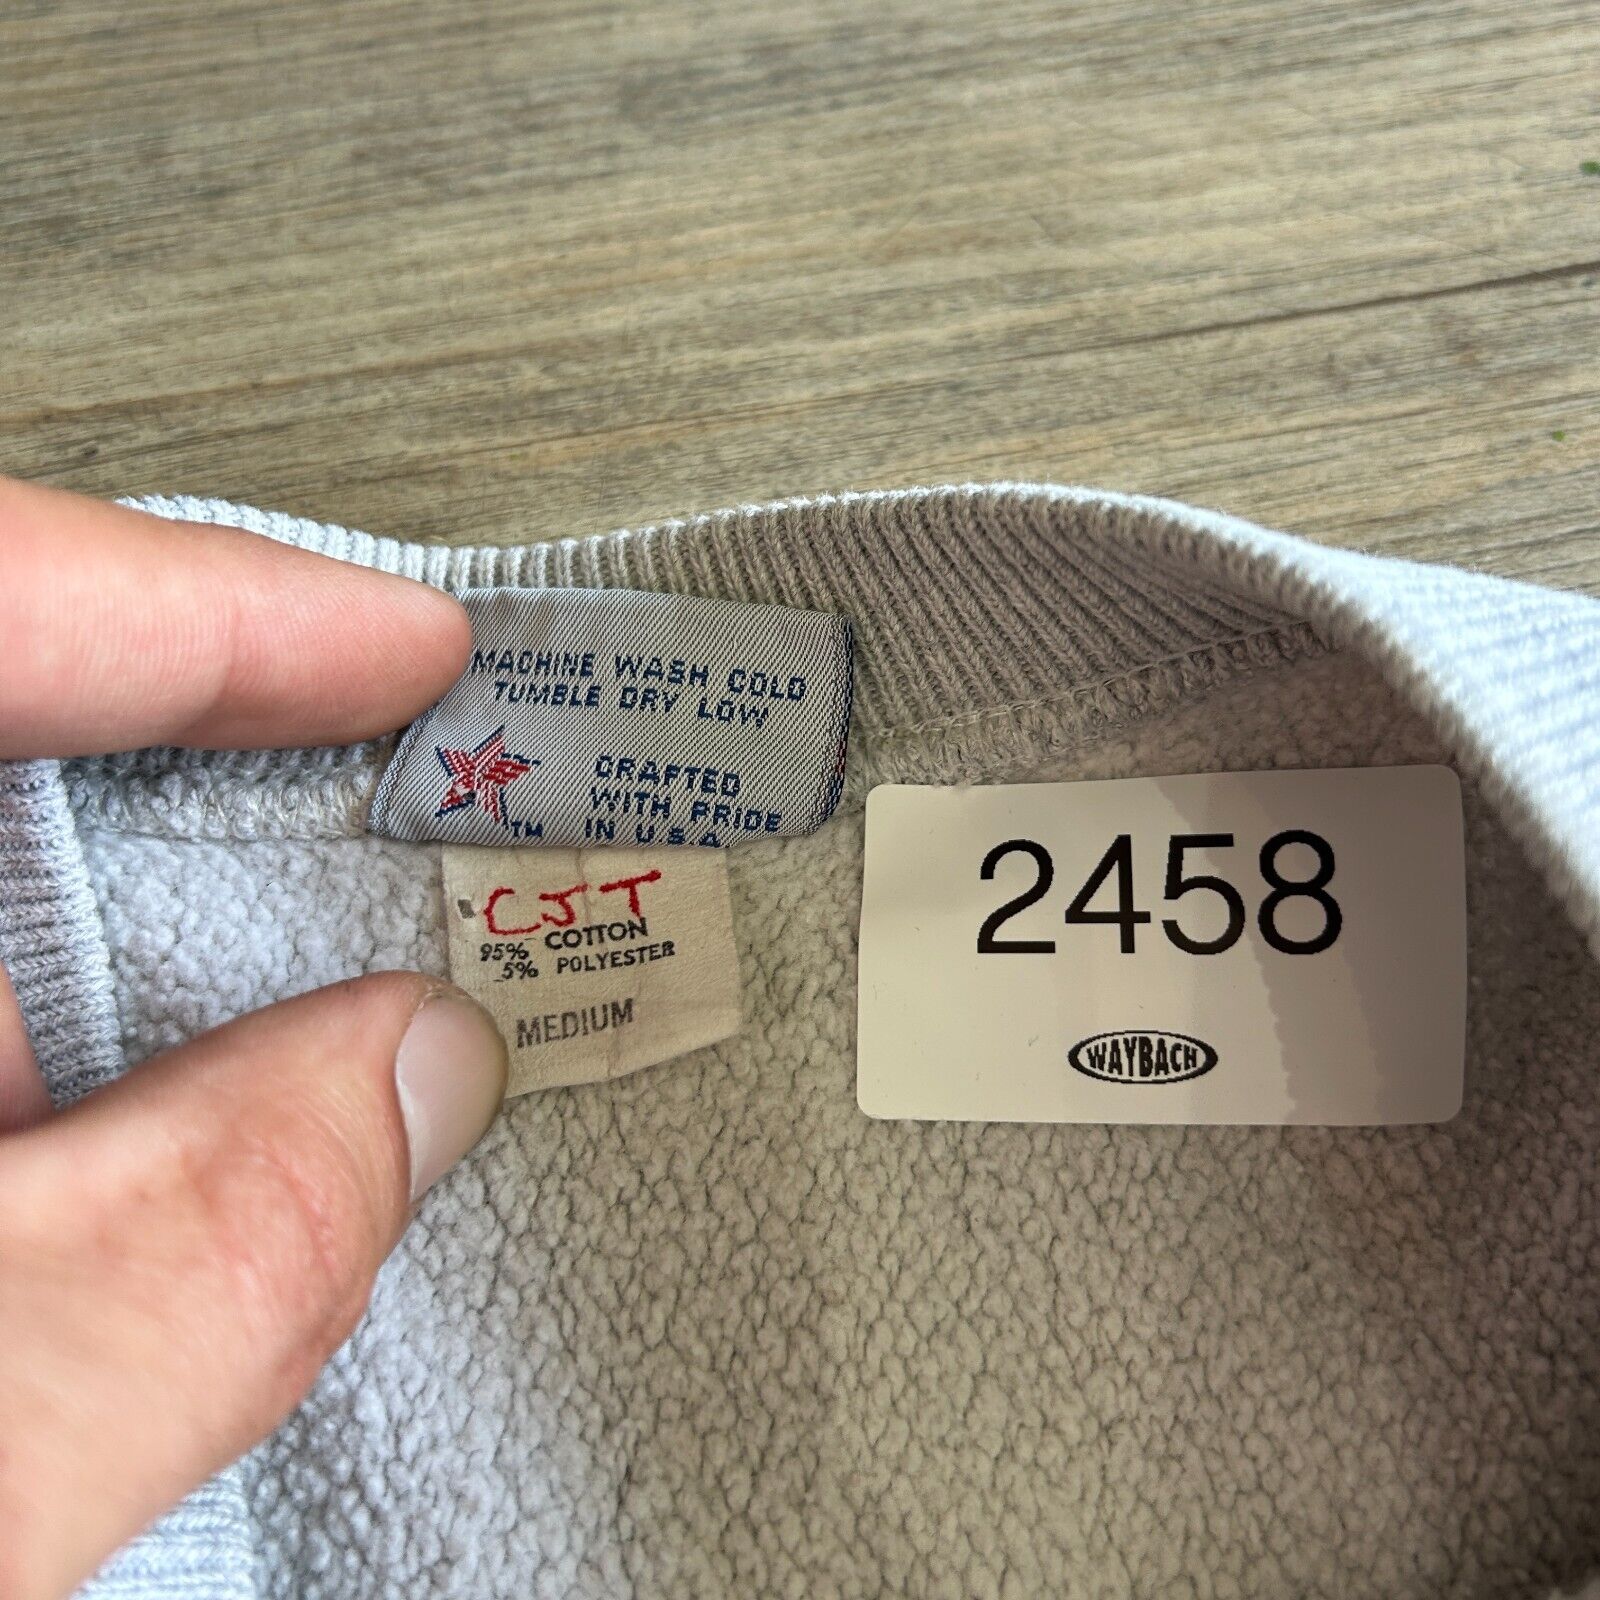 MACHINE WASH COLD
TUMBLE DRY LOW
CRAFTED
WITH PRIDE
IN U.S.A
TM
CJT
95% COTTON
5% POLYESTER
MEDIUM
2458
WAYBACH